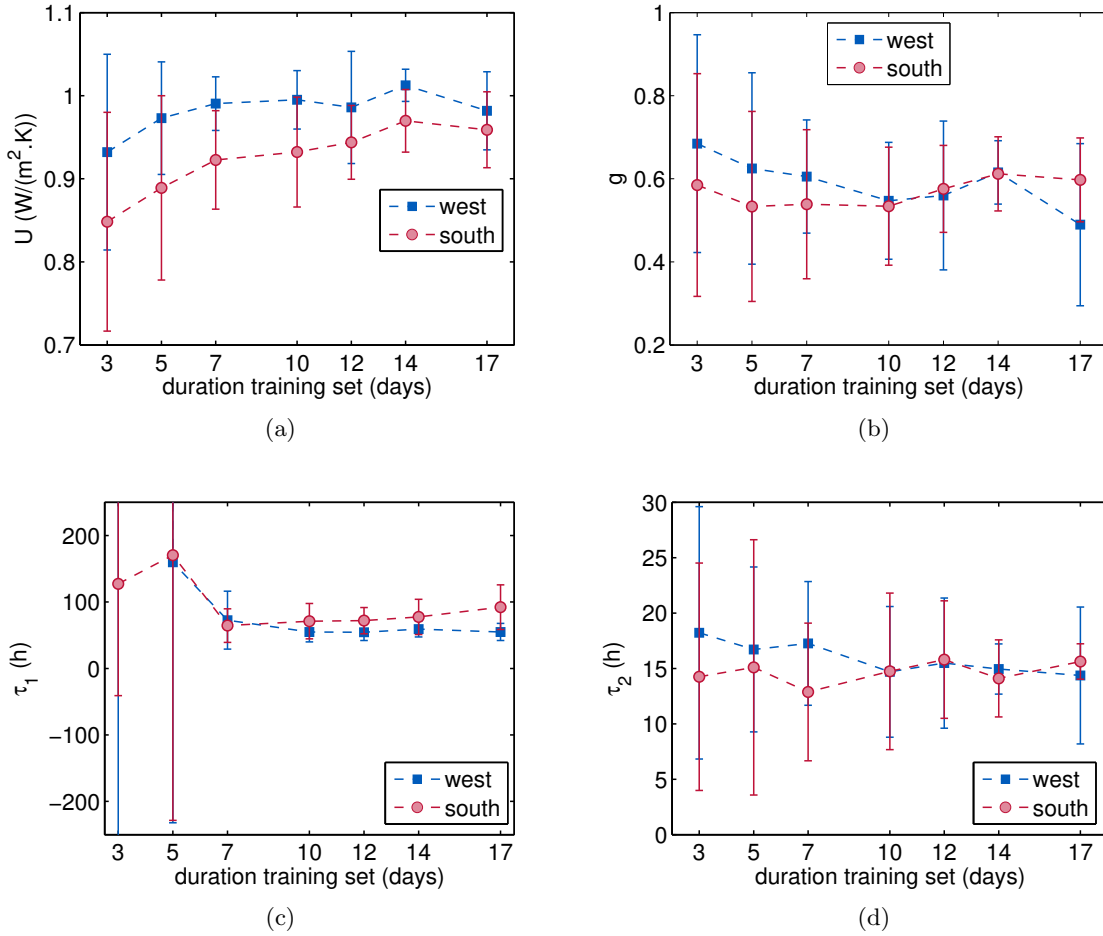 1.1
1
0.9
0.8
0.7
U (W/(m².K))
west
south
3 5 7 10 12 14 17
duration training set (days)
(a)
1
0.8
0.6
0.4
0.2
g
west
south
3 5 7 10 12 14 17
duration training set (days)
(b)
200
100
0
−100
−200
τ₁ (h)
west
south
3 5 7 10 12 14 17
duration training set (days)
(c)
30
25
20
15
10
5
0
τ₂ (h)
west
south
3 5 7 10 12 14 17
duration training set (days)
(d)